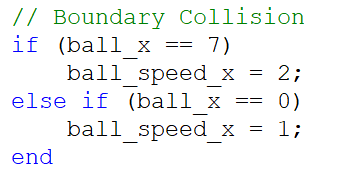 // Boundary Collision
if (ball_x == 7)
    ball_speed_x = 2;
else if (ball_x == 0)
    ball_speed_x = 1;
end